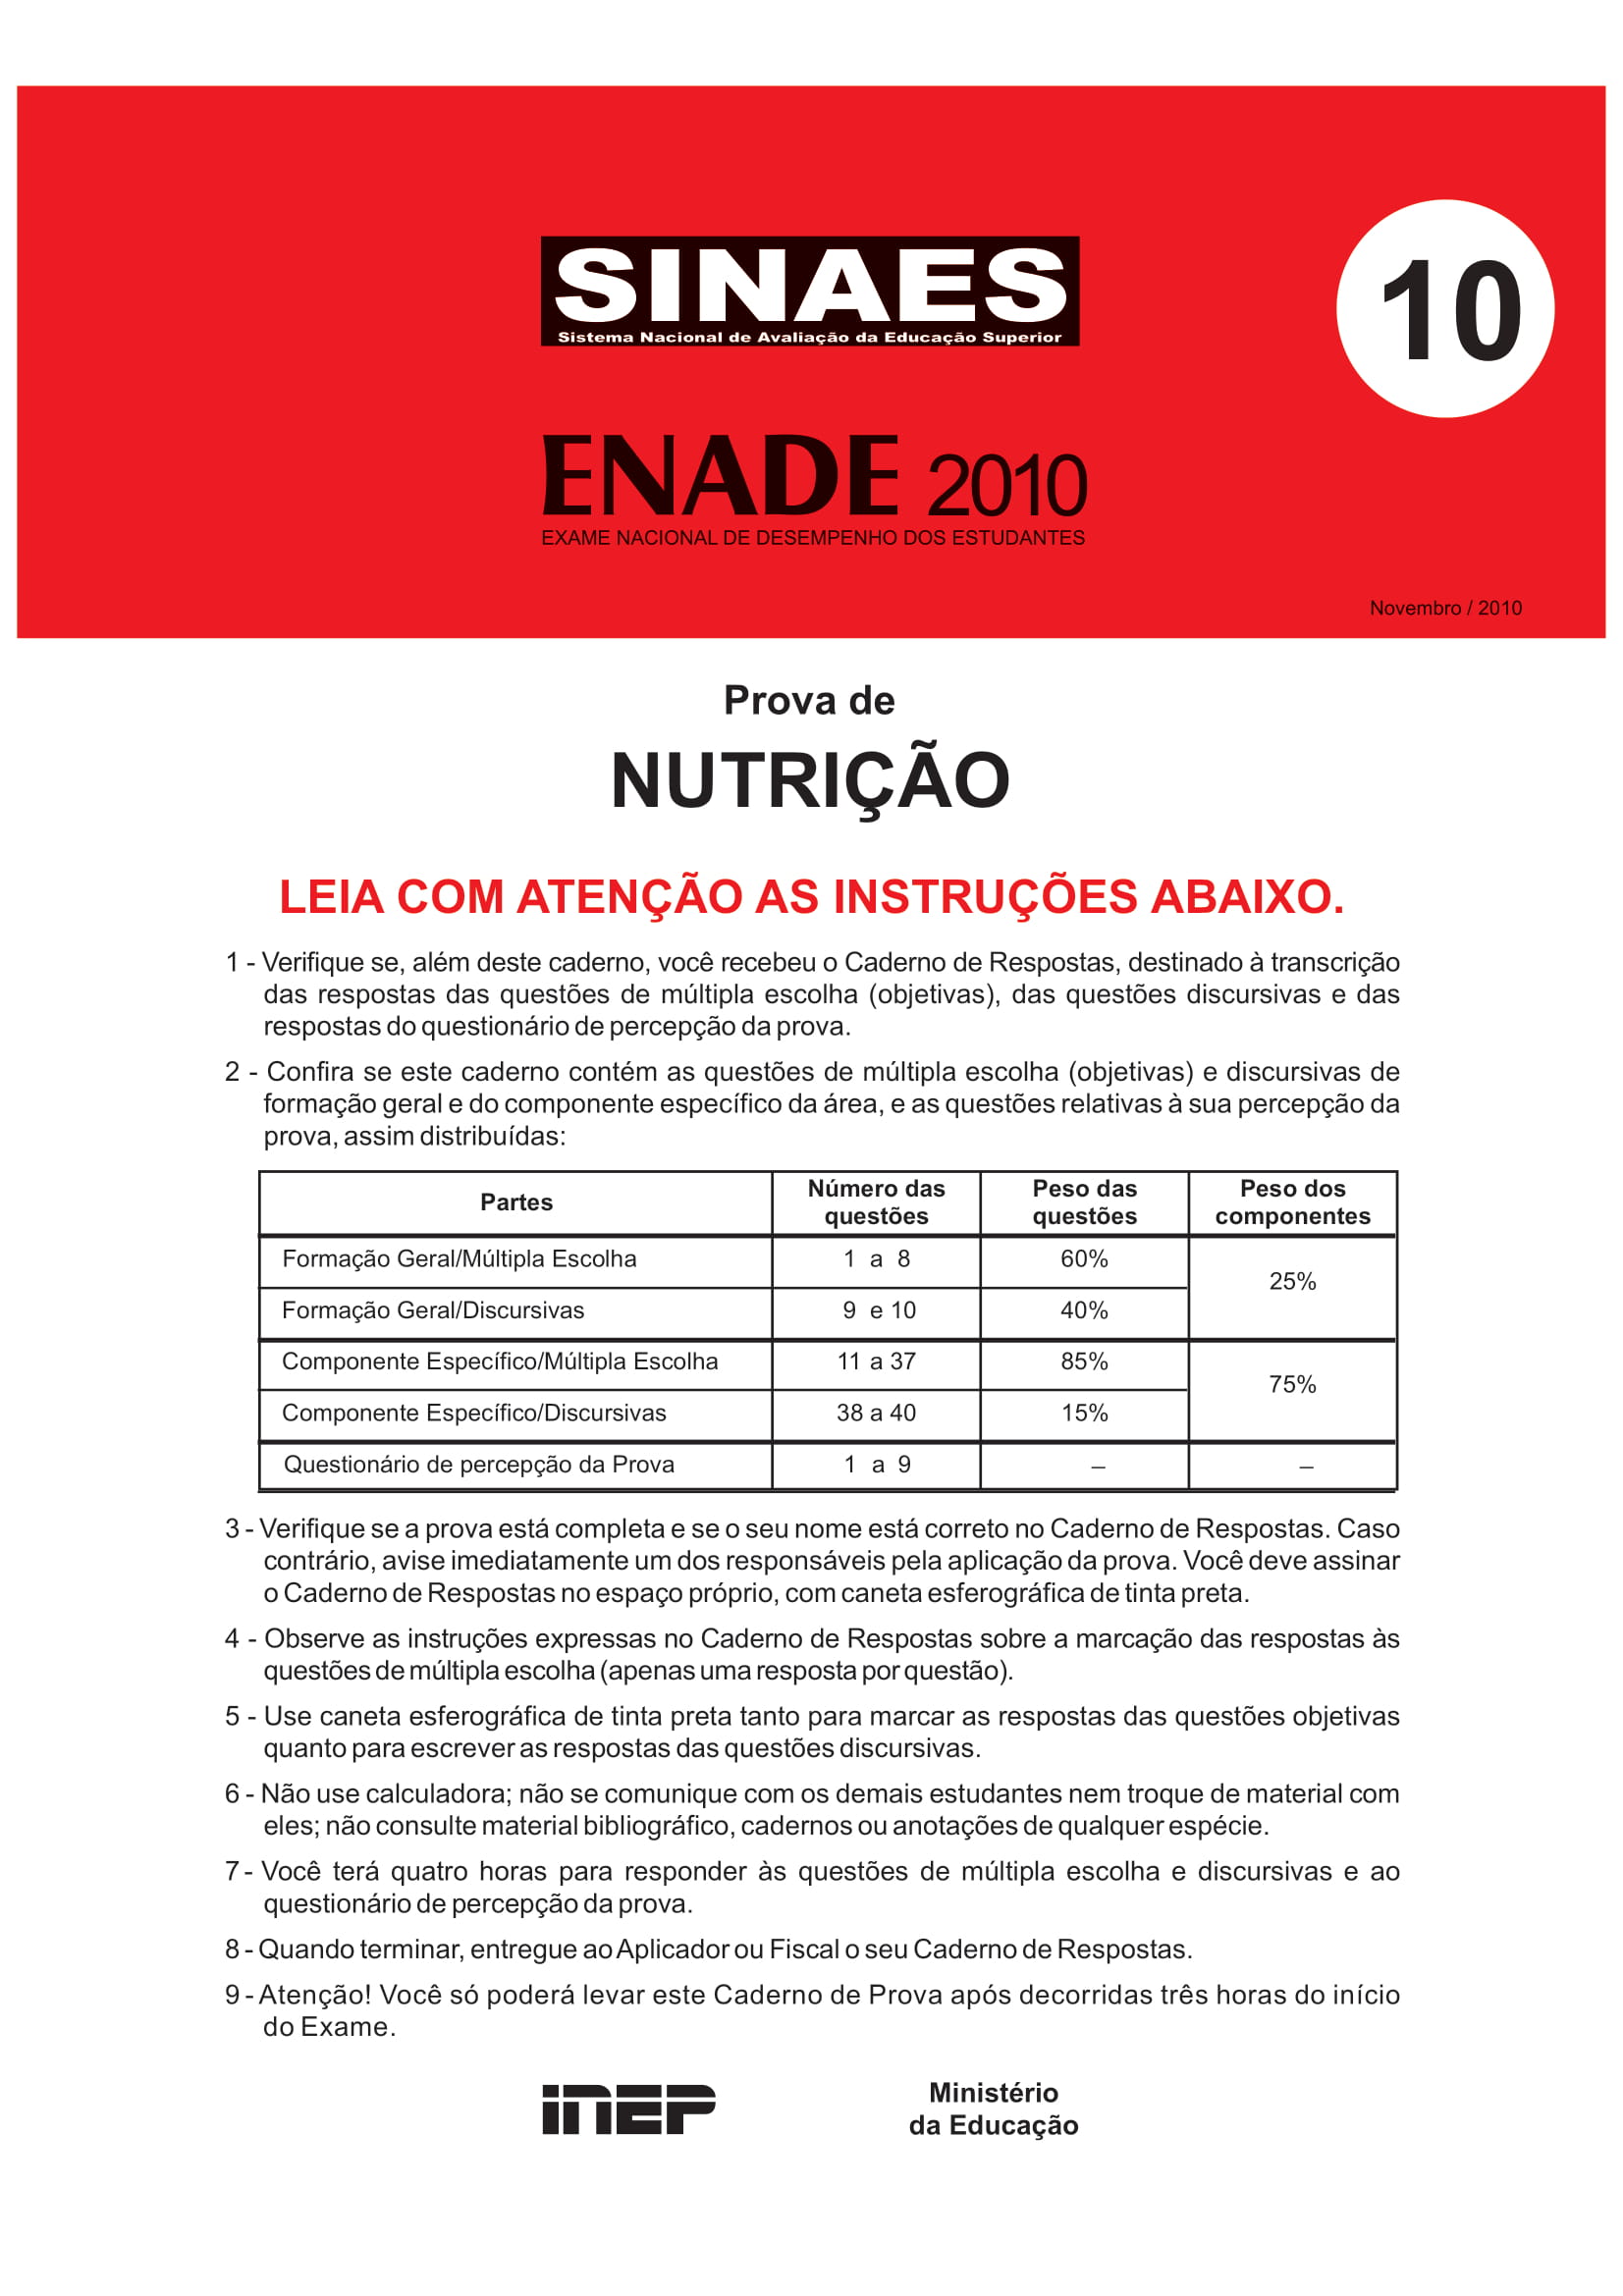 SINAES
Sistema Nacional de Avaliação da Educação Superior
10
ENADE 2010
EXAME NACIONAL DE DESEMPENHO DOS ESTUDANTES
Novembro / 2010
Prova de
NUTRIÇÃO
LEIA COM ATENÇÃO AS INSTRUÇÕES ABAIXO.
1 - Verifique se, além deste caderno, você recebeu o Caderno de Respostas, destinado à transcrição
das respostas das questões de múltipla escolha (objetivas), das questões discursivas e das
respostas do questionário de percepção da prova.
2 - Confira se este caderno contém as questões de múltipla escolha (objetivas) e discursivas de
formação geral e do componente específico da área, e as questões relativas à sua percepção da
prova, assim distribuídas:
Partes
Número das
questões
Peso das
questões
Peso dos
componentes
Formação Geral/Múltipla Escolha 1 a 8 60%
25%
Formação Geral/Discursivas 9 e 10 40%
Componente Específico/Múltipla Escolha 11 a 37 85%
75%
Componente Específico/Discursivas 38 a 40 15%
Questionário de percepção da Prova 1 a 9 – –
3 - Verifique se a prova está completa e se o seu nome está correto no Caderno de Respostas. Caso
contrário, avise imediatamente um dos responsáveis pela aplicação da prova. Você deve assinar
o Caderno de Respostas no espaço próprio, com caneta esferográfica de tinta preta.
4 - Observe as instruções expressas no Caderno de Respostas sobre a marcação das respostas às
questões de múltipla escolha (apenas uma resposta por questão).
5 - Use caneta esferográfica de tinta preta tanto para marcar as respostas das questões objetivas
quanto para escrever as respostas das questões discursivas.
6 - Não use calculadora; não se comunique com os demais estudantes nem troque de material com
eles; não consulte material bibliográfico, cadernos ou anotações de qualquer espécie.
7 - Você terá quatro horas para responder às questões de múltipla escolha e discursivas e ao
questionário de percepção da prova.
8 - Quando terminar, entregue ao Aplicador ou Fiscal o seu Caderno de Respostas.
9 - Atenção! Você só poderá levar este Caderno de Prova após decorridas três horas do início
do Exame.
INEP
Ministério
da Educação